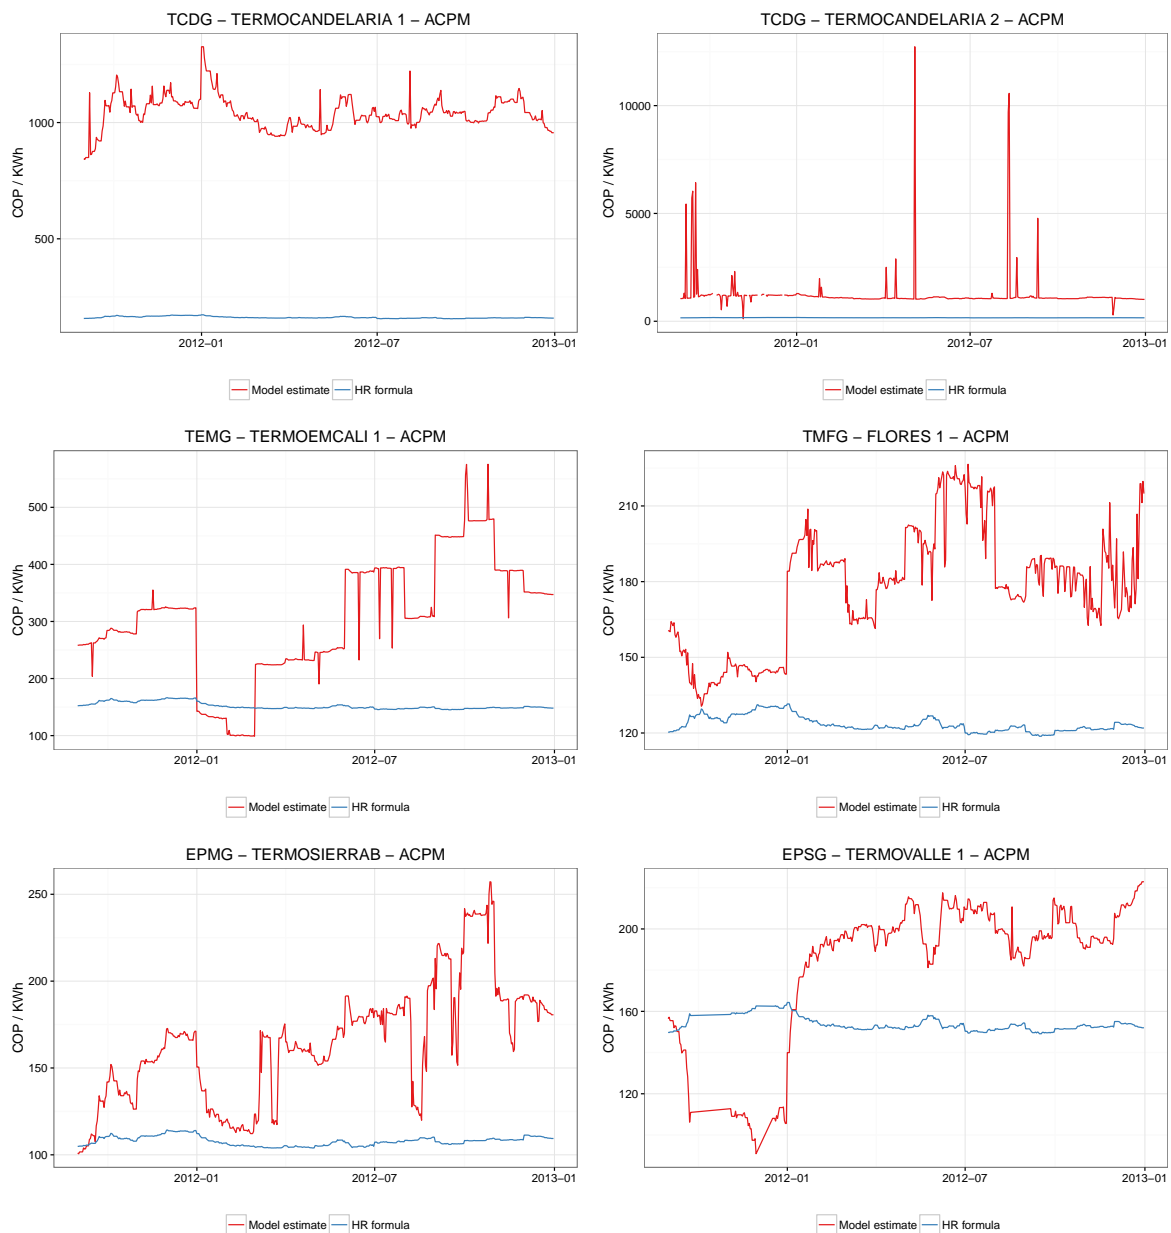 TCDG – TERMOCANDELARIA 1 – ACPM
COP / KWh
1000
500
2012–01
2012–07
2013–01
Model estimate
HR formula
TCDG – TERMOCANDELARIA 2 – ACPM
COP / KWh
10000
5000
0
2012–01
2012–07
2013–01
Model estimate
HR formula
TEMG – TERMOEMCALI 1 – ACPM
COP / KWh
500
400
300
200
100
2012–01
2012–07
2013–01
Model estimate
HR formula
TMFG – FLORES 1 – ACPM
COP / KWh
210
180
150
120
2012–01
2012–07
2013–01
Model estimate
HR formula
EPMG – TERMOSIERRAB – ACPM
COP / KWh
250
200
150
100
2012–01
2012–07
2013–01
Model estimate
HR formula
EPSG – TERMOVALLE 1 – ACPM
COP / KWh
200
160
120
2012–01
2012–07
2013–01
Model estimate
HR formula